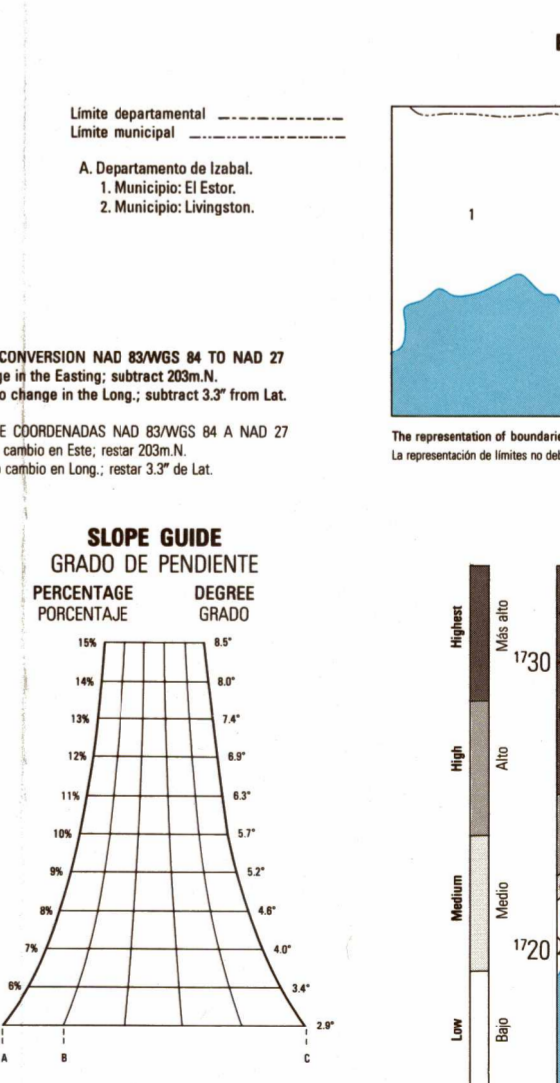 Límite departamental
Límite municipal
A. Departamento de Izabal.
1. Municipio: El Estor.
2. Municipio: Livingston.
1
CONVERSION NAD 83/WGS 84 TO NAD 27
in the Easting; subtract 203m.N.
change in the Long.; subtract 3.3" from Lat.
COORDENADAS NAD 83/WGS 84 A NAD 27
cambio en Este; restar 203m.N.
cambio en Long.; restar 3.3" de Lat.
The representation of
La representación de límites no
SLOPE GUIDE
GRADO DE PENDIENTE
PERCENTAGE DEGREE
PORCENTAJE GRADO
15% 8.5°
14% 8.0°
13% 7.4°
12% 6.9°
11% 6.3°
10% 5.7°
9% 5.2°
8% 4.6°
7% 4.0°
6% 3.4°
2.9°
A B C
Highest Más alto
1730
High Alto
Medium Medio
1720
Low Bajo